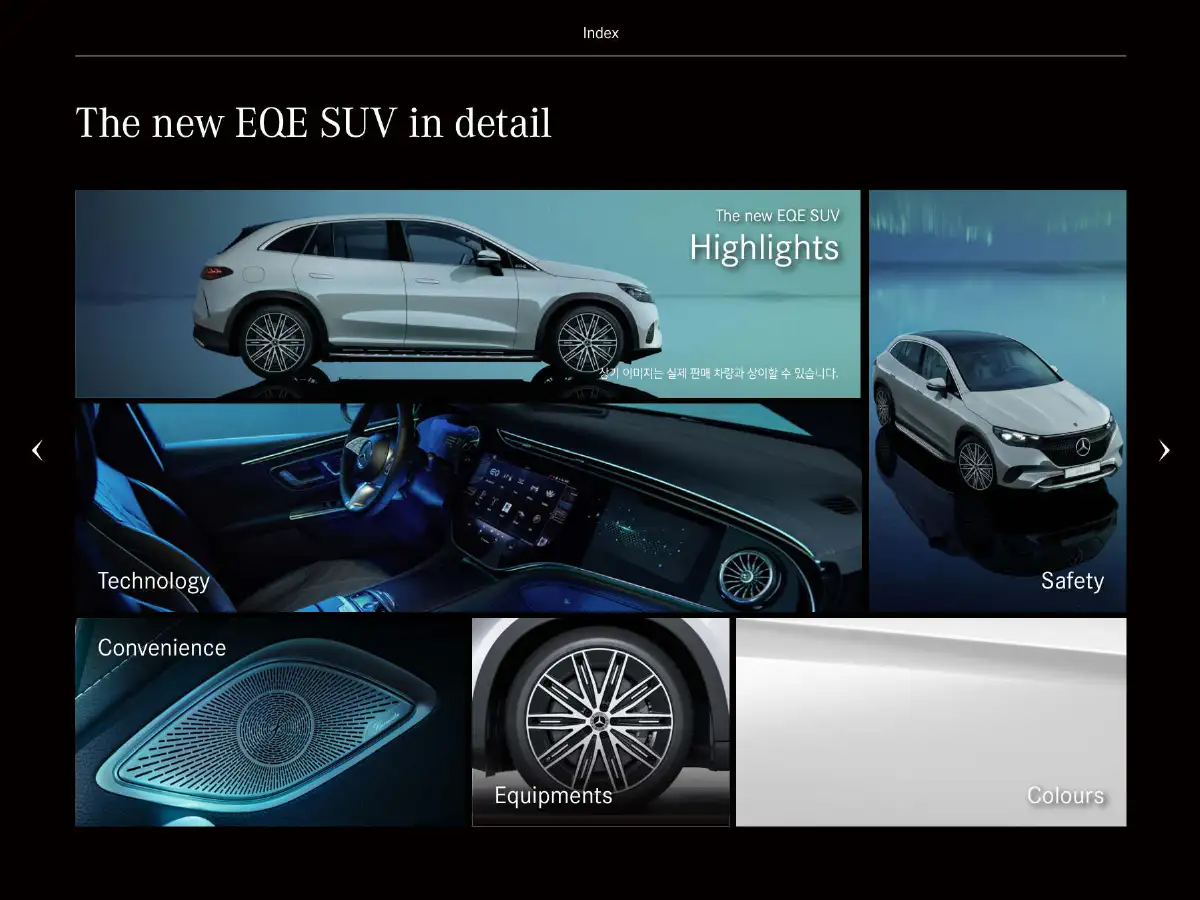 Index
The new EQE SUV in detail
The new EQE SUV
Highlights
상기 이미지는 실제 판매 차량과 상이할 수 있습니다.
Technology
Safety
Convenience
Equipments
Colours